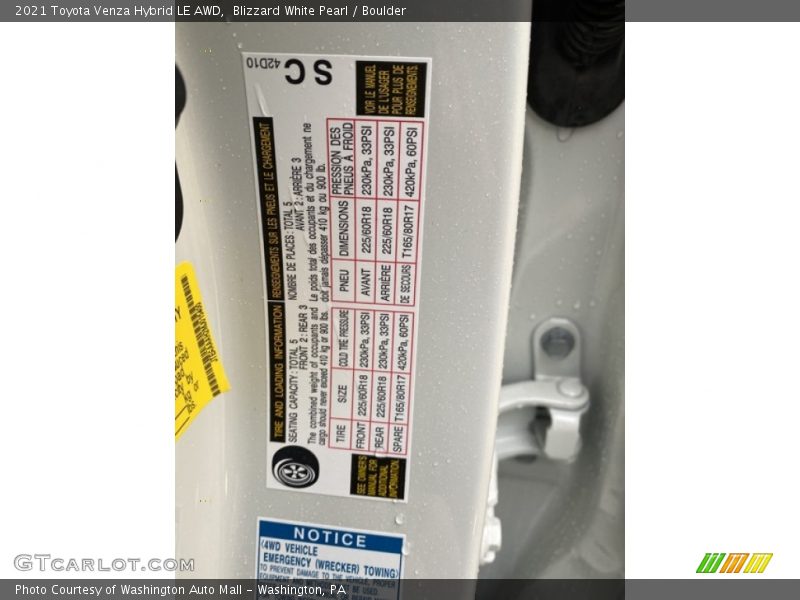 2021 Toyota Venza Hybrid LE AWD,  Blizzard White Pearl / Boulder
42D10
S C
TIRE AND LOADING INFORMATION
RENSEIGNEMENTS SUR LES PNEUS ET LE CHARGEMENT
SEATING CAPACITY: TOTAL 5
FRONT 2 : REAR 3
NOMBRE DE PLACES: TOTAL 5
AVANT 2 : ARRIÈRE 3
The combined weight of occupants and
cargo should never exceed 410 kg or 900 lbs.
Le poids total des occupants et du chargement ne
doit jamais dépasser 410 kg ou 900 lb.
TIRE SIZE COLD TIRE PRESSURE
FRONT 225/60R18 230kPa, 33PSI
REAR 225/60R18 230kPa, 33PSI
SPARE T165/80R17 420kPa, 60PSI
PNEU DIMENSIONS PRESSION DES
PNEUS À FROID
AVANT 225/60R18 230kPa, 33PSI
ARRIÈRE 225/60R18 230kPa, 33PSI
DE SECOURS T165/80R17 420kPa, 60PSI
SEE OWNER'S
MANUAL FOR
ADDITIONAL
INFORMATION
VOIR LE MANUEL
DE L'USAGER
POUR PLUS DE
RENSEIGNEMENTS
NOTICE
(4WD VEHICLE
EMERGENCY (WRECKER) TOWING)
TO PREVENT DAMAGE TO THE VEHICLE, PROPER
GTCarLot.com
Photo Courtesy of Washington Auto Mall - Washington, PA